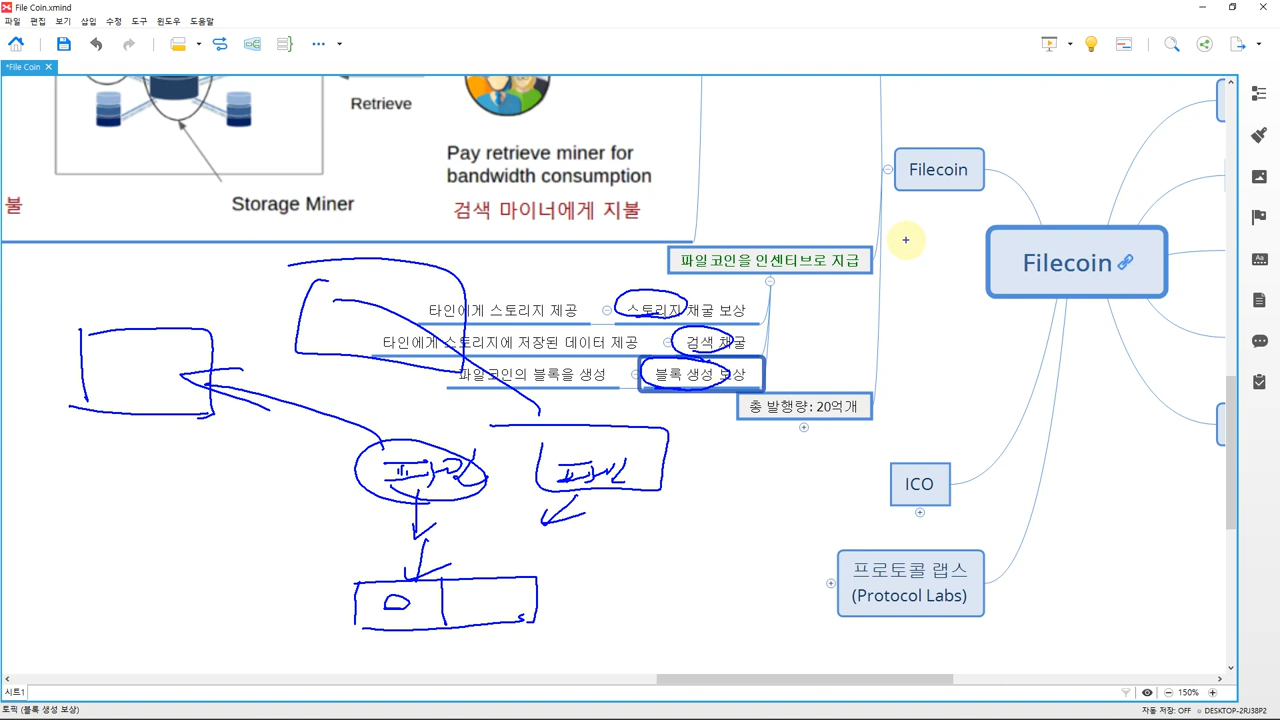 File Coin.xmind
파일 편집 보기 삽입 수정 도구 윈도우 도움말
*File Coin
Retrieve
Pay retrieve miner for
bandwidth consumption
검색 마이너에게 지불
불
Storage Miner
Filecoin
파일코인을 인센티브로 지급
Filecoin
타인에게 스토리지 제공
스토리지 채굴 보상
타인에게 스토리지에 저장된 데이터 제공
검색 채굴
파일코인의 블록을 생성
블록 생성 보상
총 발행량: 20억개
파일
파일
ICO
프로토콜 랩스
(Protocol Labs)
시트1
150%
토픽 (블록 생성 보상)
자동 저장: OFF
DESKTOP-2RJ38P2